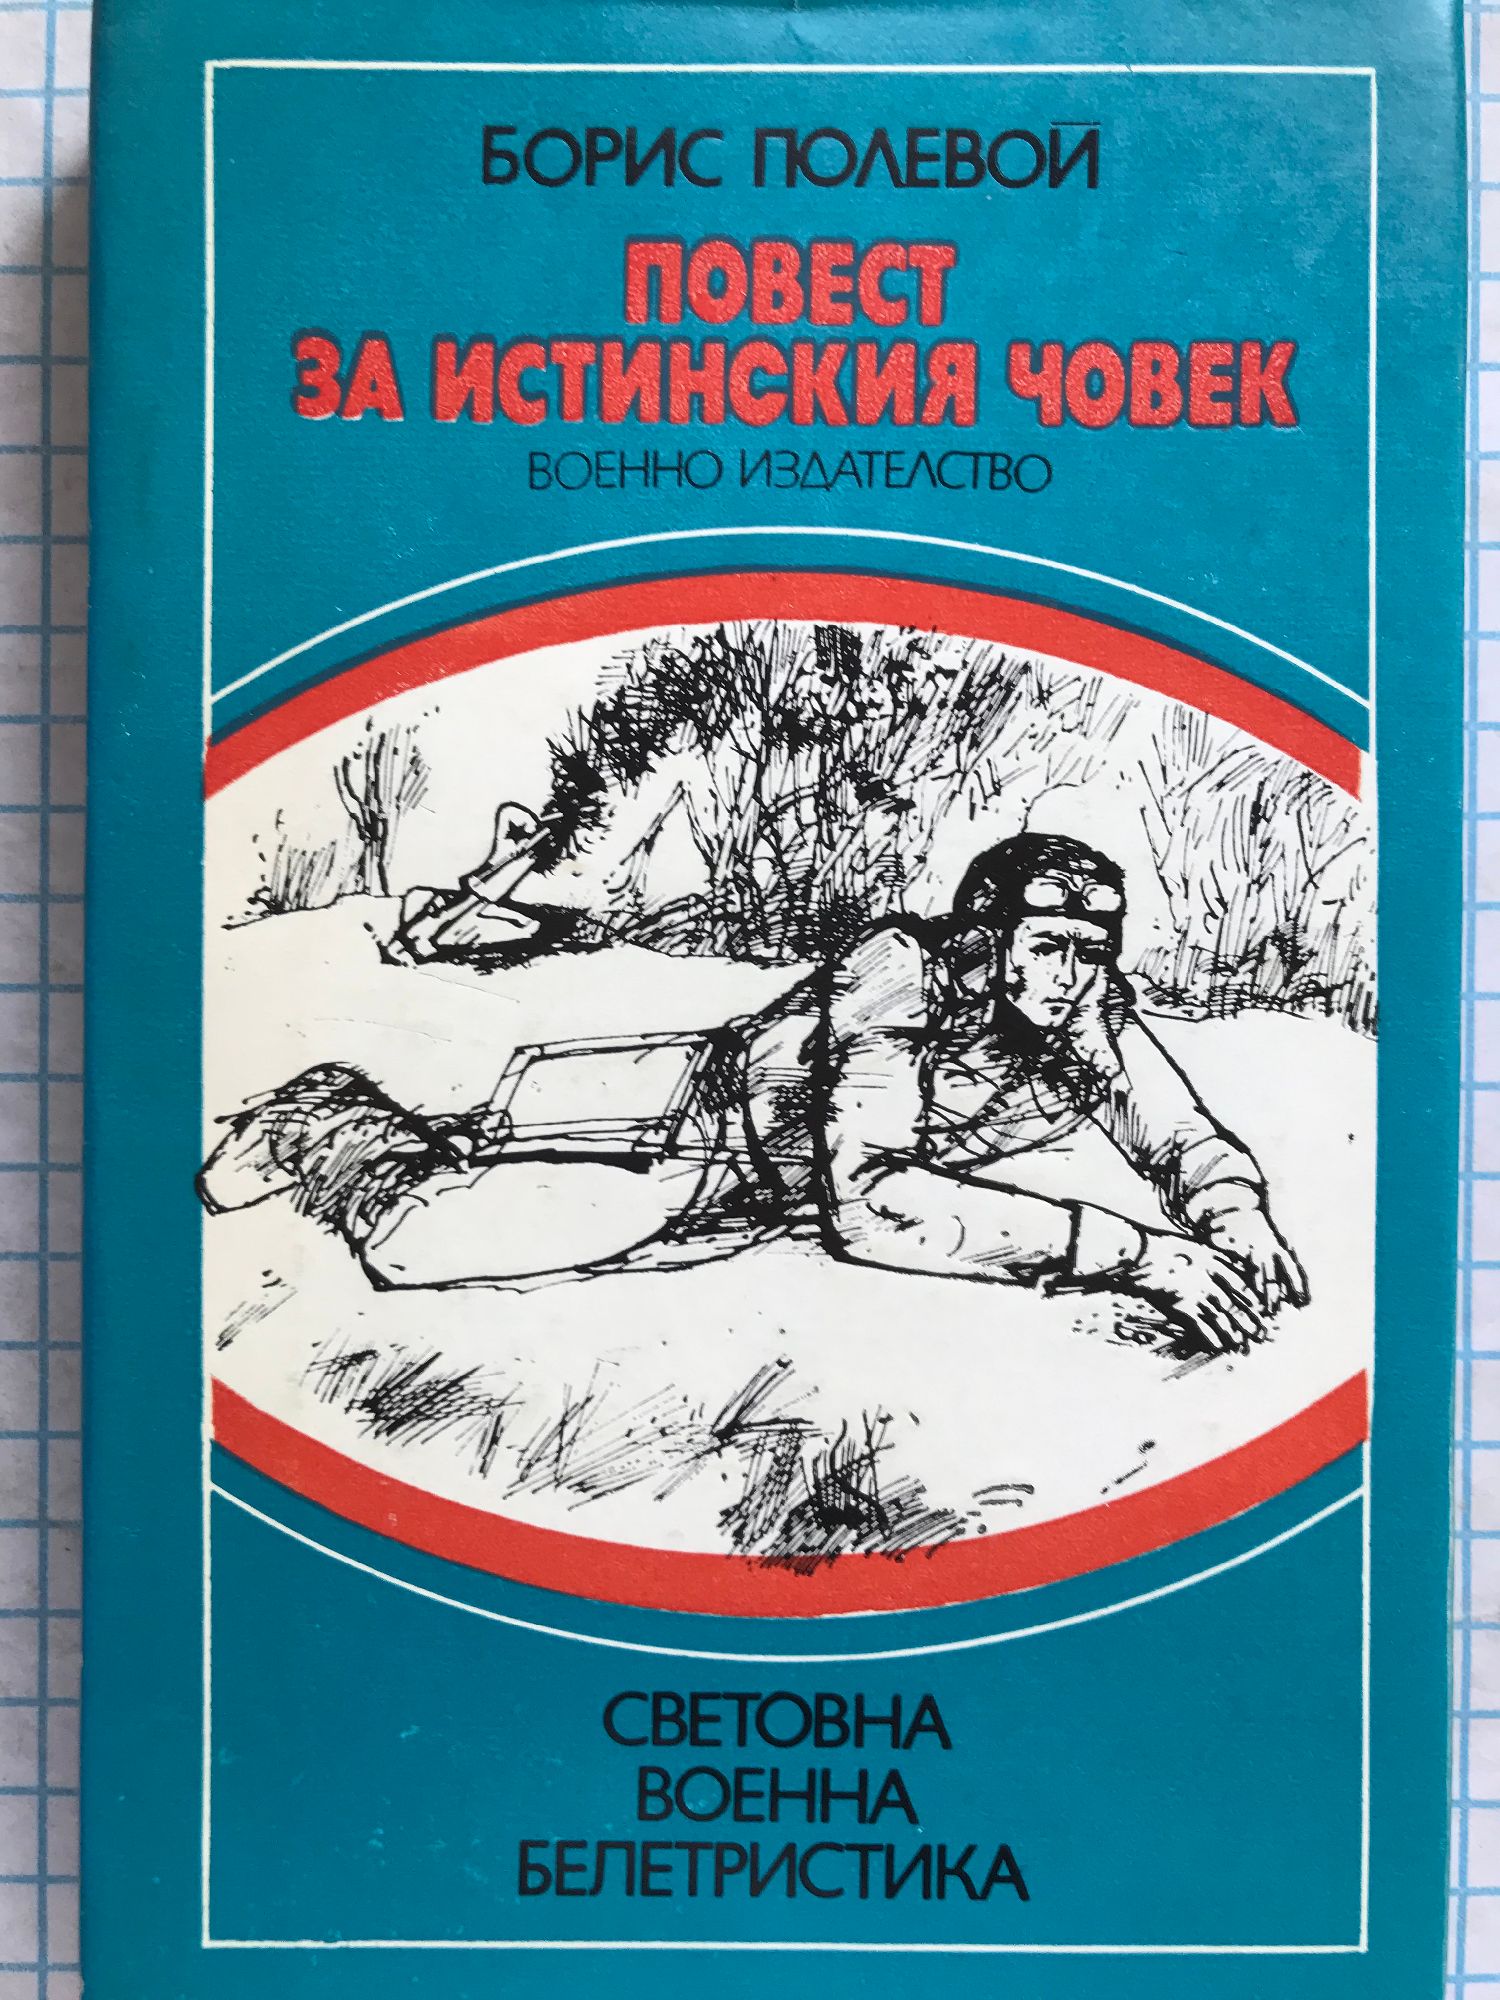 БОРИС ПОЛЕВОЙ
ПОВЕСТ
ЗА ИСТИНСКИЯ ЧОВЕК
ВОЕННО ИЗДАТЕЛСТВО
СВЕТОВНА
ВОЕННА
БЕЛЕТРИСТИКА